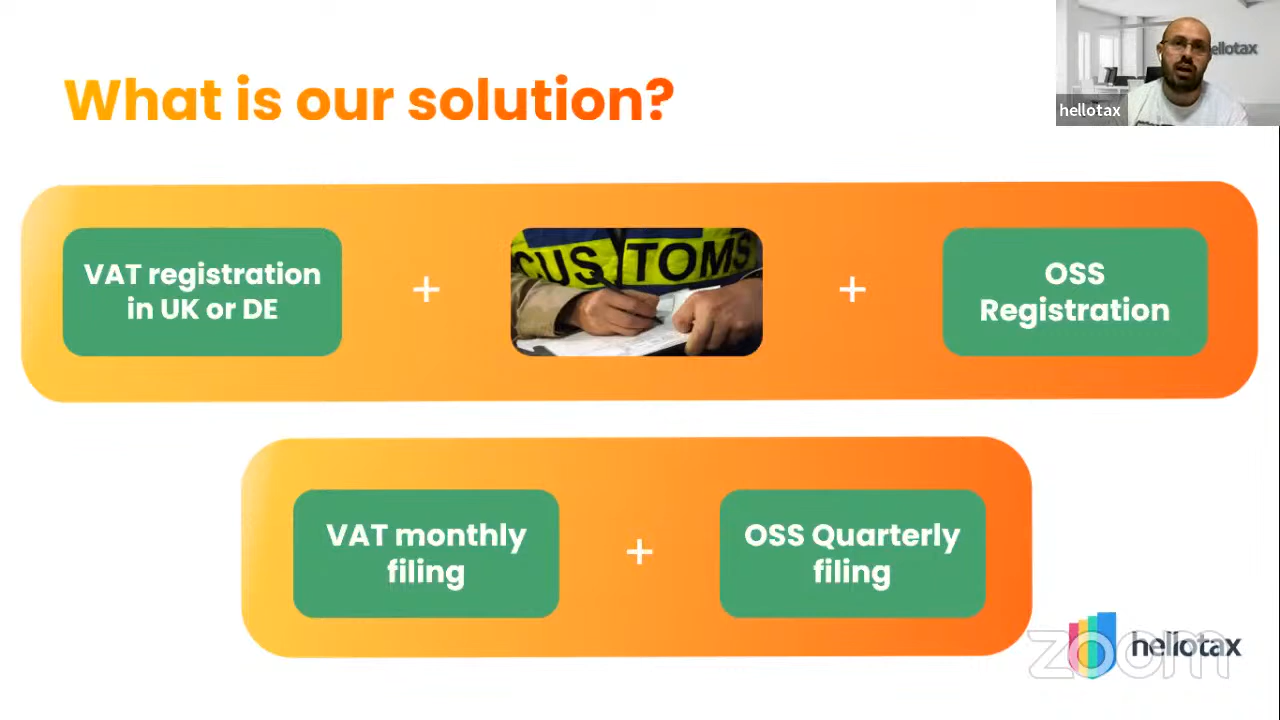 What is our solution?
ellotax
hellotax
VAT registration
in UK or DE
+
CUSTOMS
+
OSS
Registration
VAT monthly
filing
+
OSS Quarterly
filing
zoom
hellotax